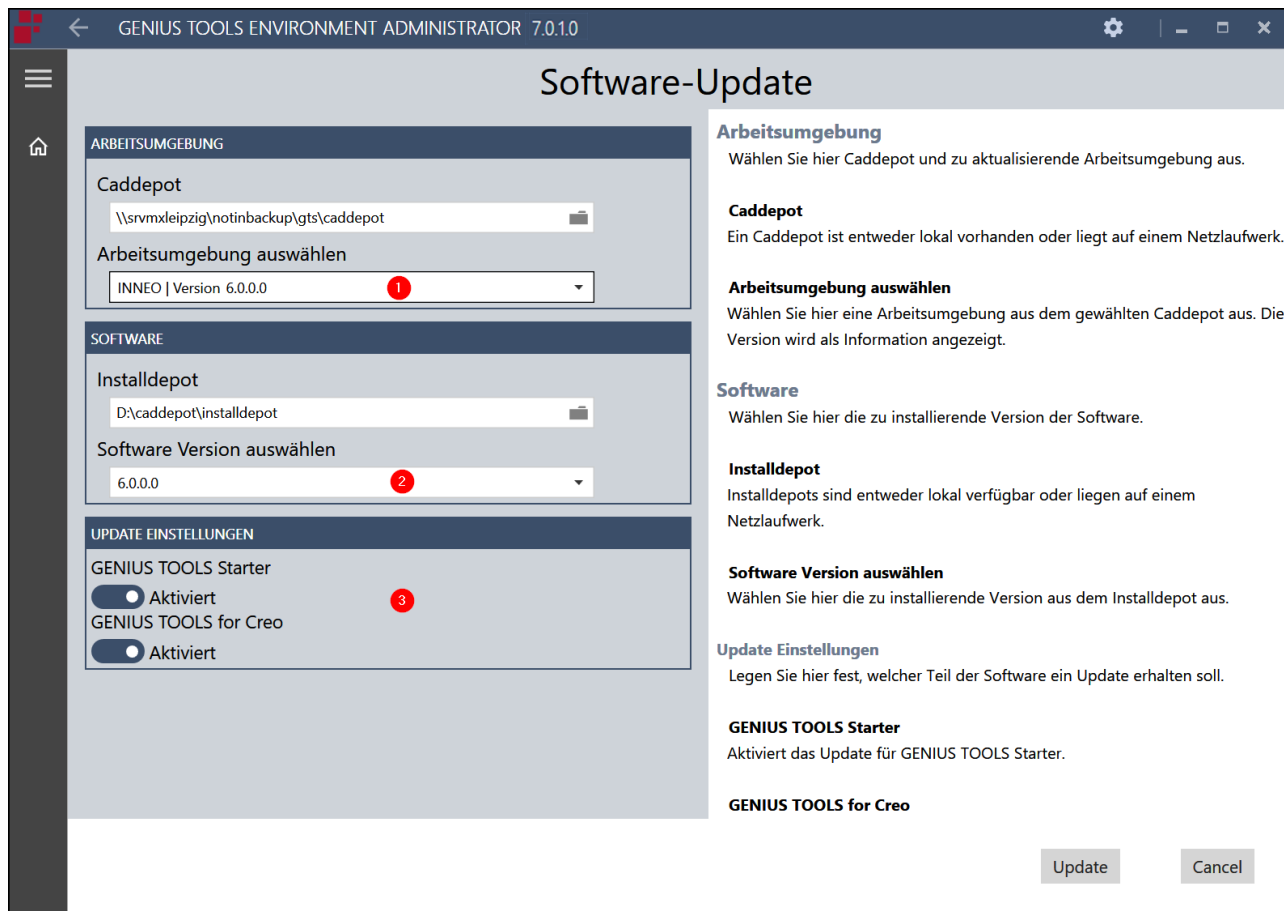 GENIUS TOOLS ENVIRONMENT ADMINISTRATOR 7.0.1.0
Software-Update
ARBEITSUMGEBUNG
Caddepot
\\srvmxleipzig\notinbackup\gts\caddepot
Arbeitsumgebung auswählen
INNEO | Version 6.0.0.0
1
SOFTWARE
Installdepot
D:\caddepot\installdepot
Software Version auswählen
6.0.0.0
2
UPDATE EINSTELLUNGEN
GENIUS TOOLS Starter
Aktiviert
3
GENIUS TOOLS for Creo
Aktiviert
Arbeitsumgebung
Wählen Sie hier Caddepot und zu aktualisierende Arbeitsumgebung aus.
Caddepot
Ein Caddepot ist entweder lokal vorhanden oder liegt auf einem Netzlaufwerk.
Arbeitsumgebung auswählen
Wählen Sie hier eine Arbeitsumgebung aus dem gewählten Caddepot aus. Die
Version wird als Information angezeigt.
Software
Wählen Sie hier die zu installierende Version der Software.
Installdepot
Installdepots sind entweder lokal verfügbar oder liegen auf einem
Netzlaufwerk.
Software Version auswählen
Wählen Sie hier die zu installierende Version aus dem Installdepot aus.
Update Einstellungen
Legen Sie hier fest, welcher Teil der Software ein Update erhalten soll.
GENIUS TOOLS Starter
Aktiviert das Update für GENIUS TOOLS Starter.
GENIUS TOOLS for Creo
Update
Cancel